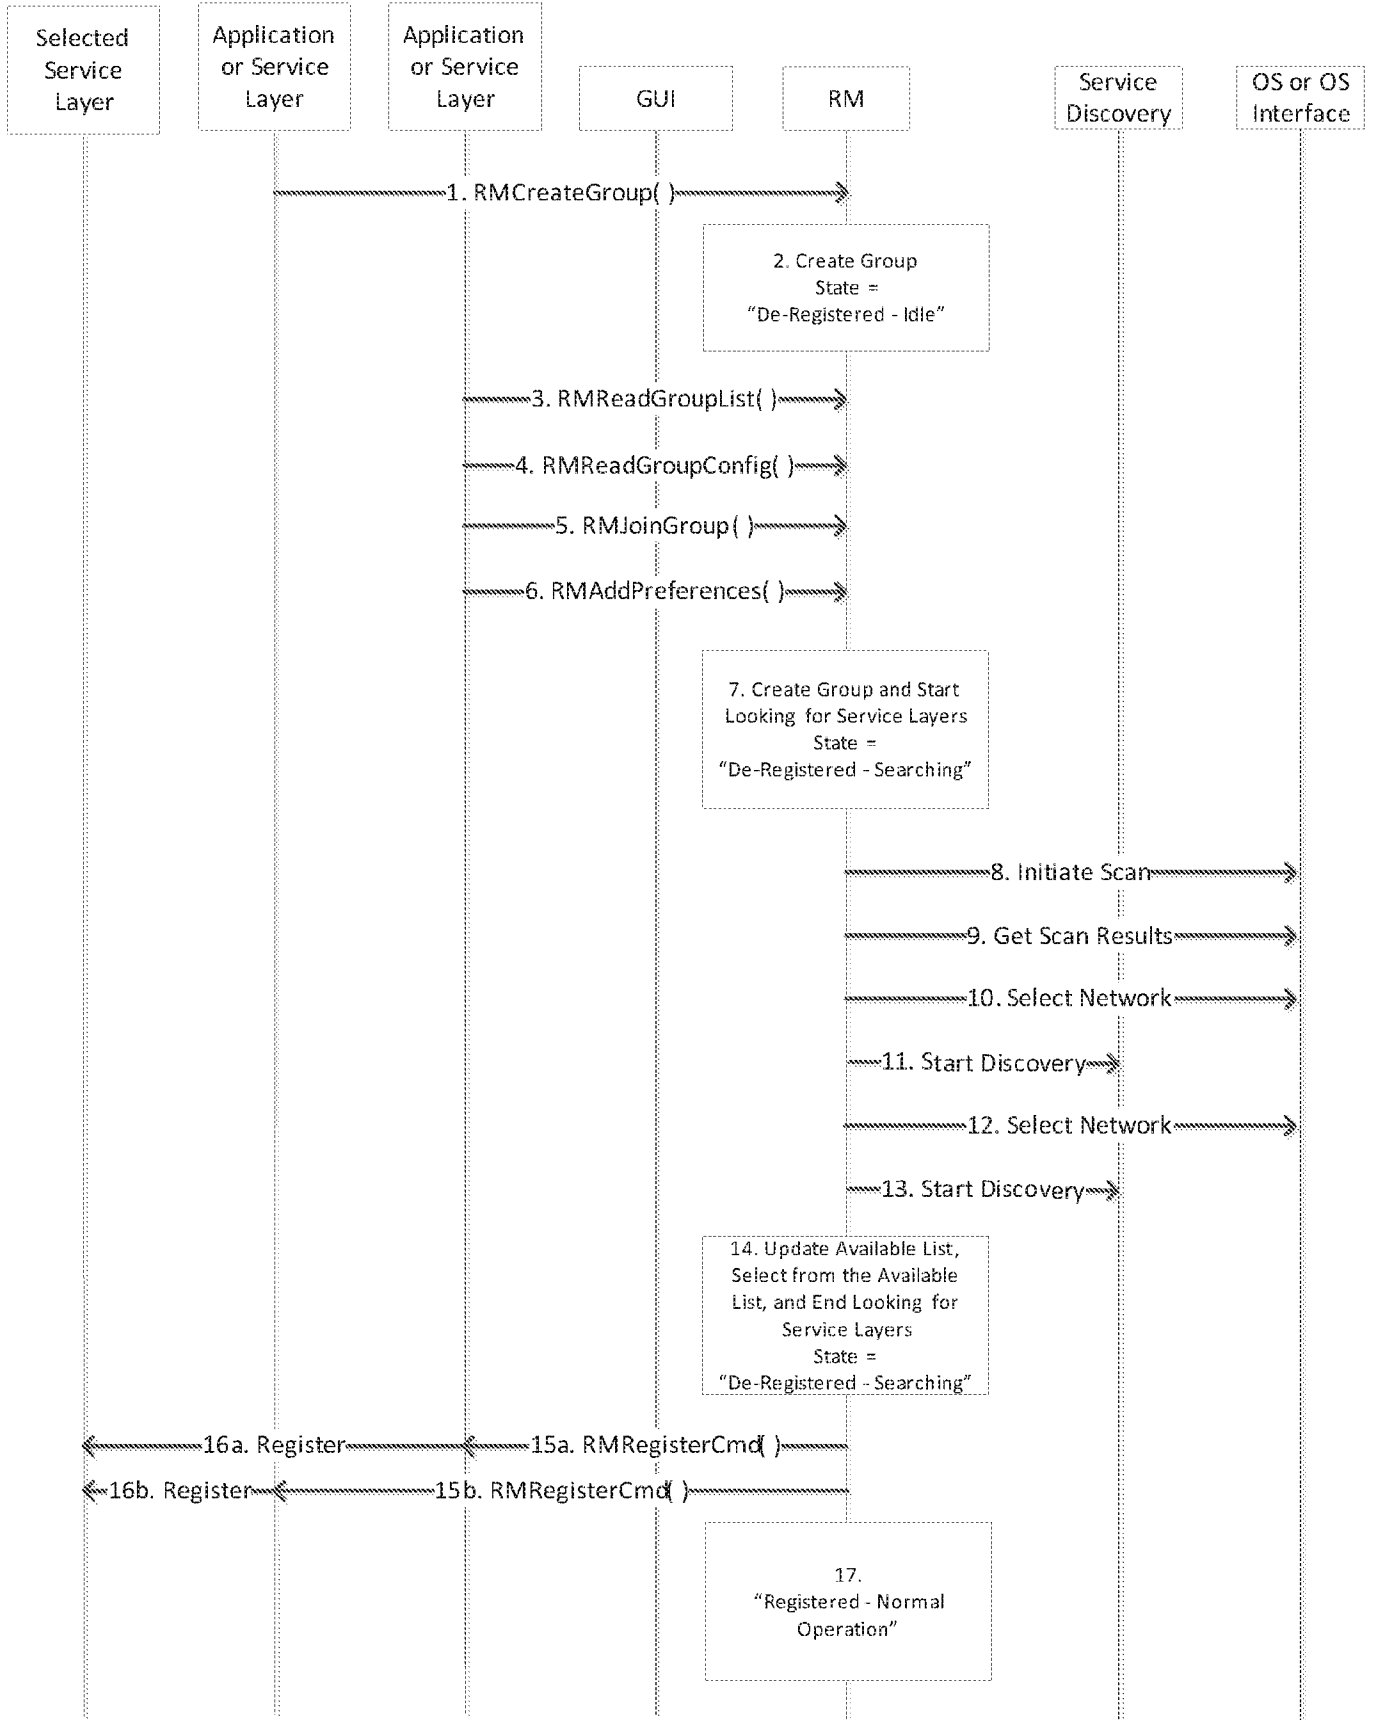 Selected
Service
Layer
Application
or Service
Layer
Application
or Service
Layer
GUI
RM
Service
Discovery
OS or OS
Interface
1. RMCreateGroup( )
2. Create Group
State =
“De-Registered - Idle”
3. RMReadGroupList( )
4. RMReadGroupConfig( )
5. RMJoinGroup( )
6. RMAddPreferences( )
7. Create Group and Start
Looking for Service Layers
State =
“De-Registered - Searching”
8. Initiate Scan
9. Get Scan Results
10. Select Network
11. Start Discovery
12. Select Network
13. Start Discovery
14. Update Available List,
Select from the Available
List, and End Looking for
Service Layers
State =
“De-Registered - Searching”
16a. Register
15a. RMRegisterCmd( )
16b. Register
15b. RMRegisterCmd( )
17.
“Registered - Normal
Operation”